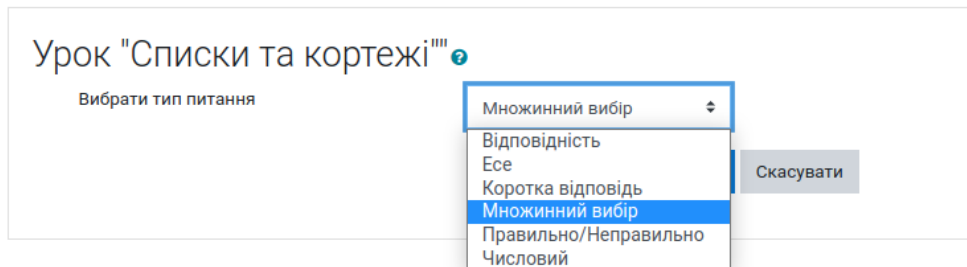 Урок "Списки та кортежі""
Вибрати тип питання
Множинний вибір
Відповідність
Есе
Коротка відповідь
Множинний вибір
Правильно/Неправильно
Числовий
Скасувати